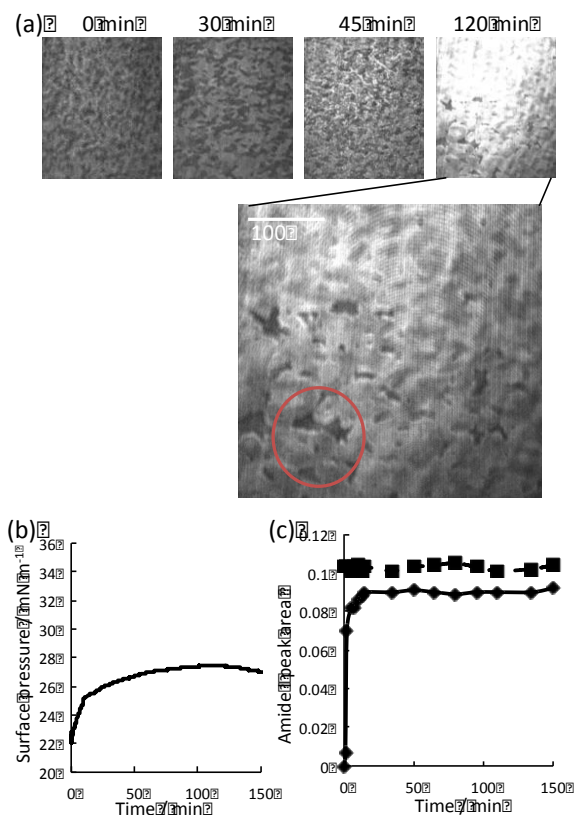 (a)
0 min 30 min 45 min 120 min
100
(b)
Surface pressure / mN m⁻¹
36
34
32
30
28
26
24
22
20
0 50 100 150
Time / min
(c)
Amide I peak area
0.12
0.1
0.08
0.06
0.04
0.02
0
0 50 100 150
Time / min